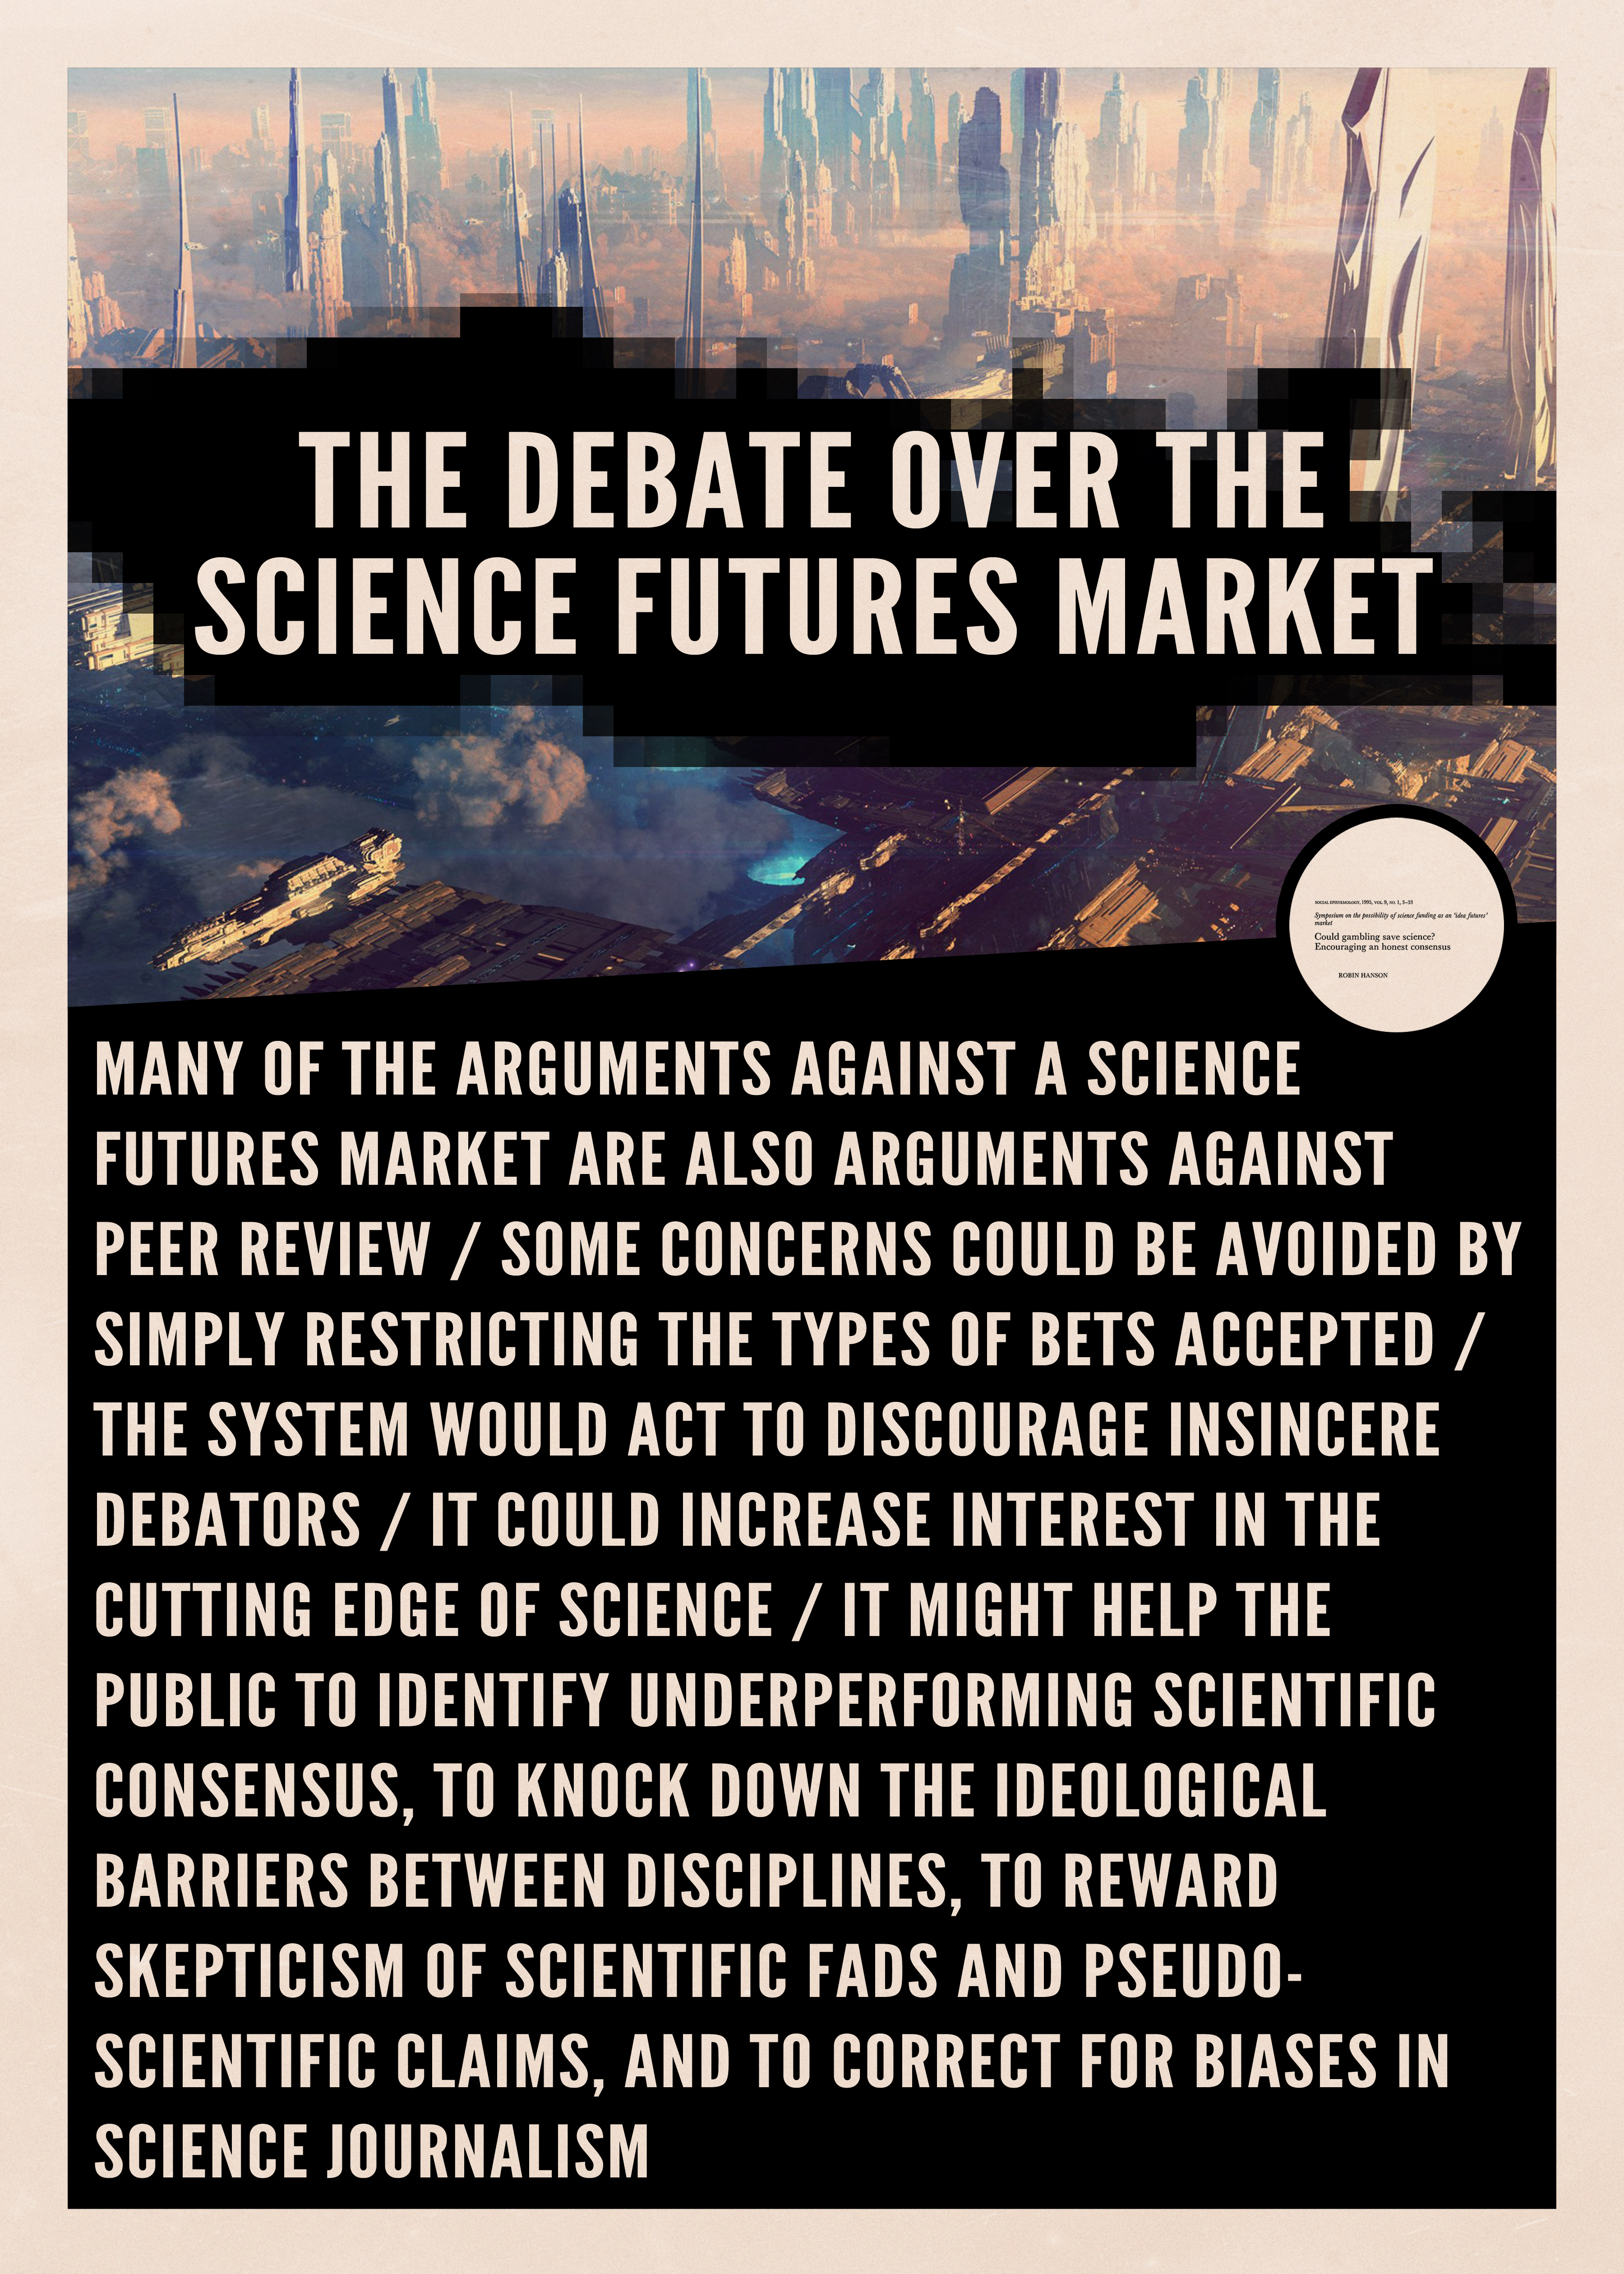 THE DEBATE OVER THE
SCIENCE FUTURES MARKET
SOCIAL EPISTEMOLOGY, 1995, VOL. 9, NO. 1, 3–33
Symposium on the possibility of science funding as an 'idea futures'
market
Could gambling save science?
Encouraging an honest consensus
ROBIN HANSON
MANY OF THE ARGUMENTS AGAINST A SCIENCE
FUTURES MARKET ARE ALSO ARGUMENTS AGAINST
PEER REVIEW / SOME CONCERNS COULD BE AVOIDED BY
SIMPLY RESTRICTING THE TYPES OF BETS ACCEPTED /
THE SYSTEM WOULD ACT TO DISCOURAGE INSINCERE
DEBATORS / IT COULD INCREASE INTEREST IN THE
CUTTING EDGE OF SCIENCE / IT MIGHT HELP THE
PUBLIC TO IDENTIFY UNDERPERFORMING SCIENTIFIC
CONSENSUS, TO KNOCK DOWN THE IDEOLOGICAL
BARRIERS BETWEEN DISCIPLINES, TO REWARD
SKEPTICISM OF SCIENTIFIC FADS AND PSEUDO-
SCIENTIFIC CLAIMS, AND TO CORRECT FOR BIASES IN
SCIENCE JOURNALISM